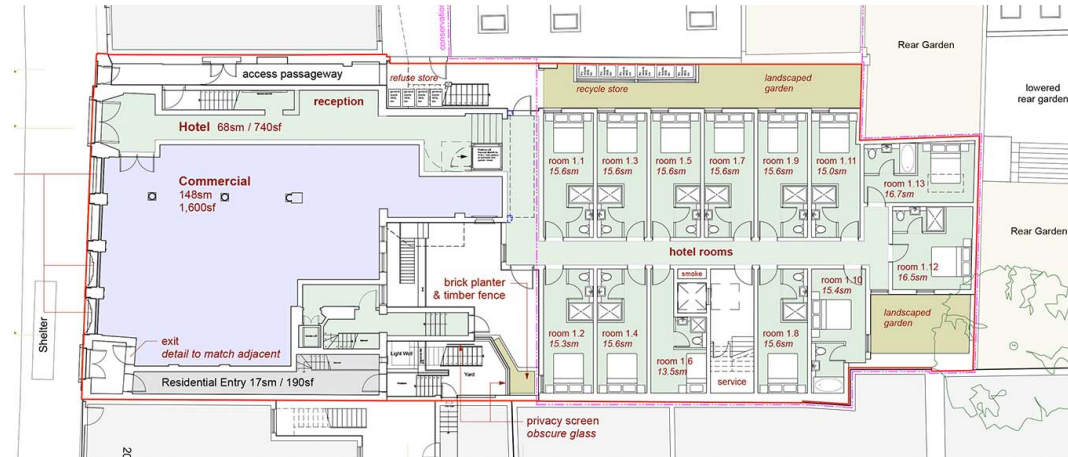 conservation
Rear Garden
lowered
rear garden
access passageway
refuse store
recycle store
landscaped
garden
reception
Hotel 68sm / 740sf
Commercial
148sm
1,600sf
room 1.1
15.6sm
room 1.3
15.6sm
room 1.5
15.6sm
room 1.7
15.6sm
room 1.9
15.6sm
room 1.11
15.0sm
room 1.13
16.7sm
hotel rooms
Rear Garden
room 1.12
16.5sm
smoke
brick planter
& timber fence
room 1.10
15.4sm
landscaped
garden
room 1.2
15.3sm
room 1.4
15.6sm
room 1.6
13.5sm
room 1.8
15.6sm
service
Shelter
exit
detail to match adjacent
Light Well
Yard
Residential Entry 17sm / 190sf
privacy screen
obscure glass
20